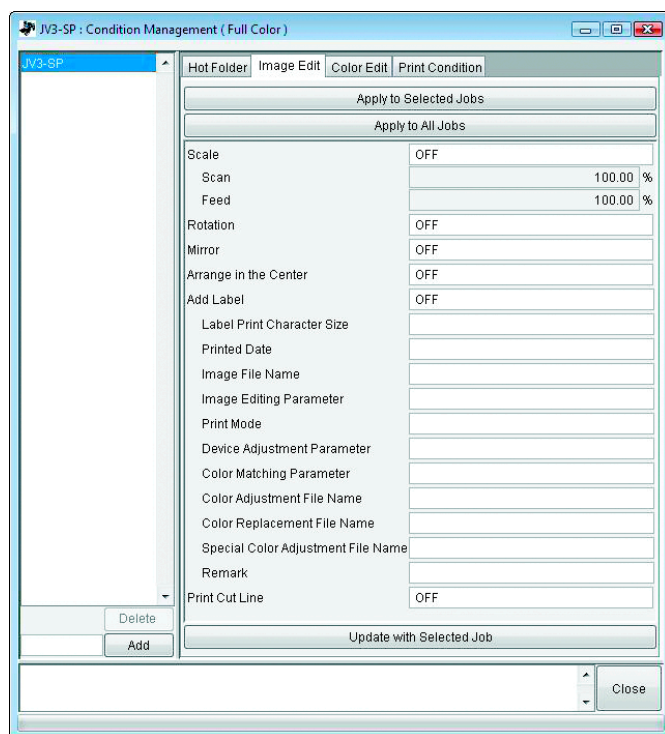 JV3-SP : Condition Management ( Full Color )
JV3-SP
Hot Folder Image Edit Color Edit Print Condition
Apply to Selected Jobs
Apply to All Jobs
Scale OFF
Scan 100.00 %
Feed 100.00 %
Rotation OFF
Mirror OFF
Arrange in the Center OFF
Add Label OFF
Label Print Character Size
Printed Date
Image File Name
Image Editing Parameter
Print Mode
Device Adjustment Parameter
Color Matching Parameter
Color Adjustment File Name
Color Replacement File Name
Special Color Adjustment File Name
Remark
Print Cut Line OFF
Delete
Add
Update with Selected Job
Close